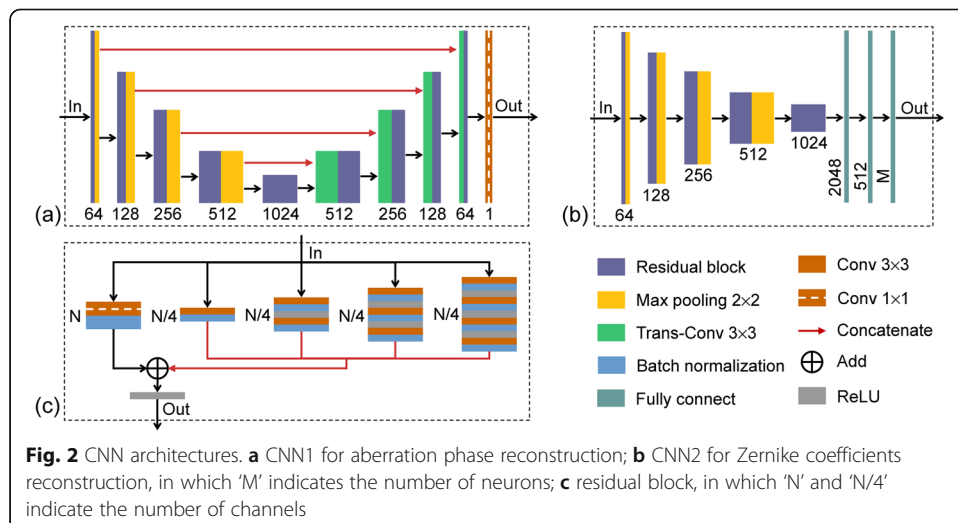 In
Out
(a)
64 128 256 512 1024 512 256 128 64 1
In
Out
(b)
64
128
256
512
1024
2048
512
M
In
N
N/4
N/4
N/4
N/4
Out
(c)
Residual block
Max pooling 2×2
Trans-Conv 3×3
Batch normalization
Fully connect
Conv 3×3
Conv 1×1
Concatenate
Add
ReLU
Fig. 2 CNN architectures. a CNN1 for aberration phase reconstruction; b CNN2 for Zernike coefficients
reconstruction, in which 'M' indicates the number of neurons; c residual block, in which 'N' and 'N/4'
indicate the number of channels